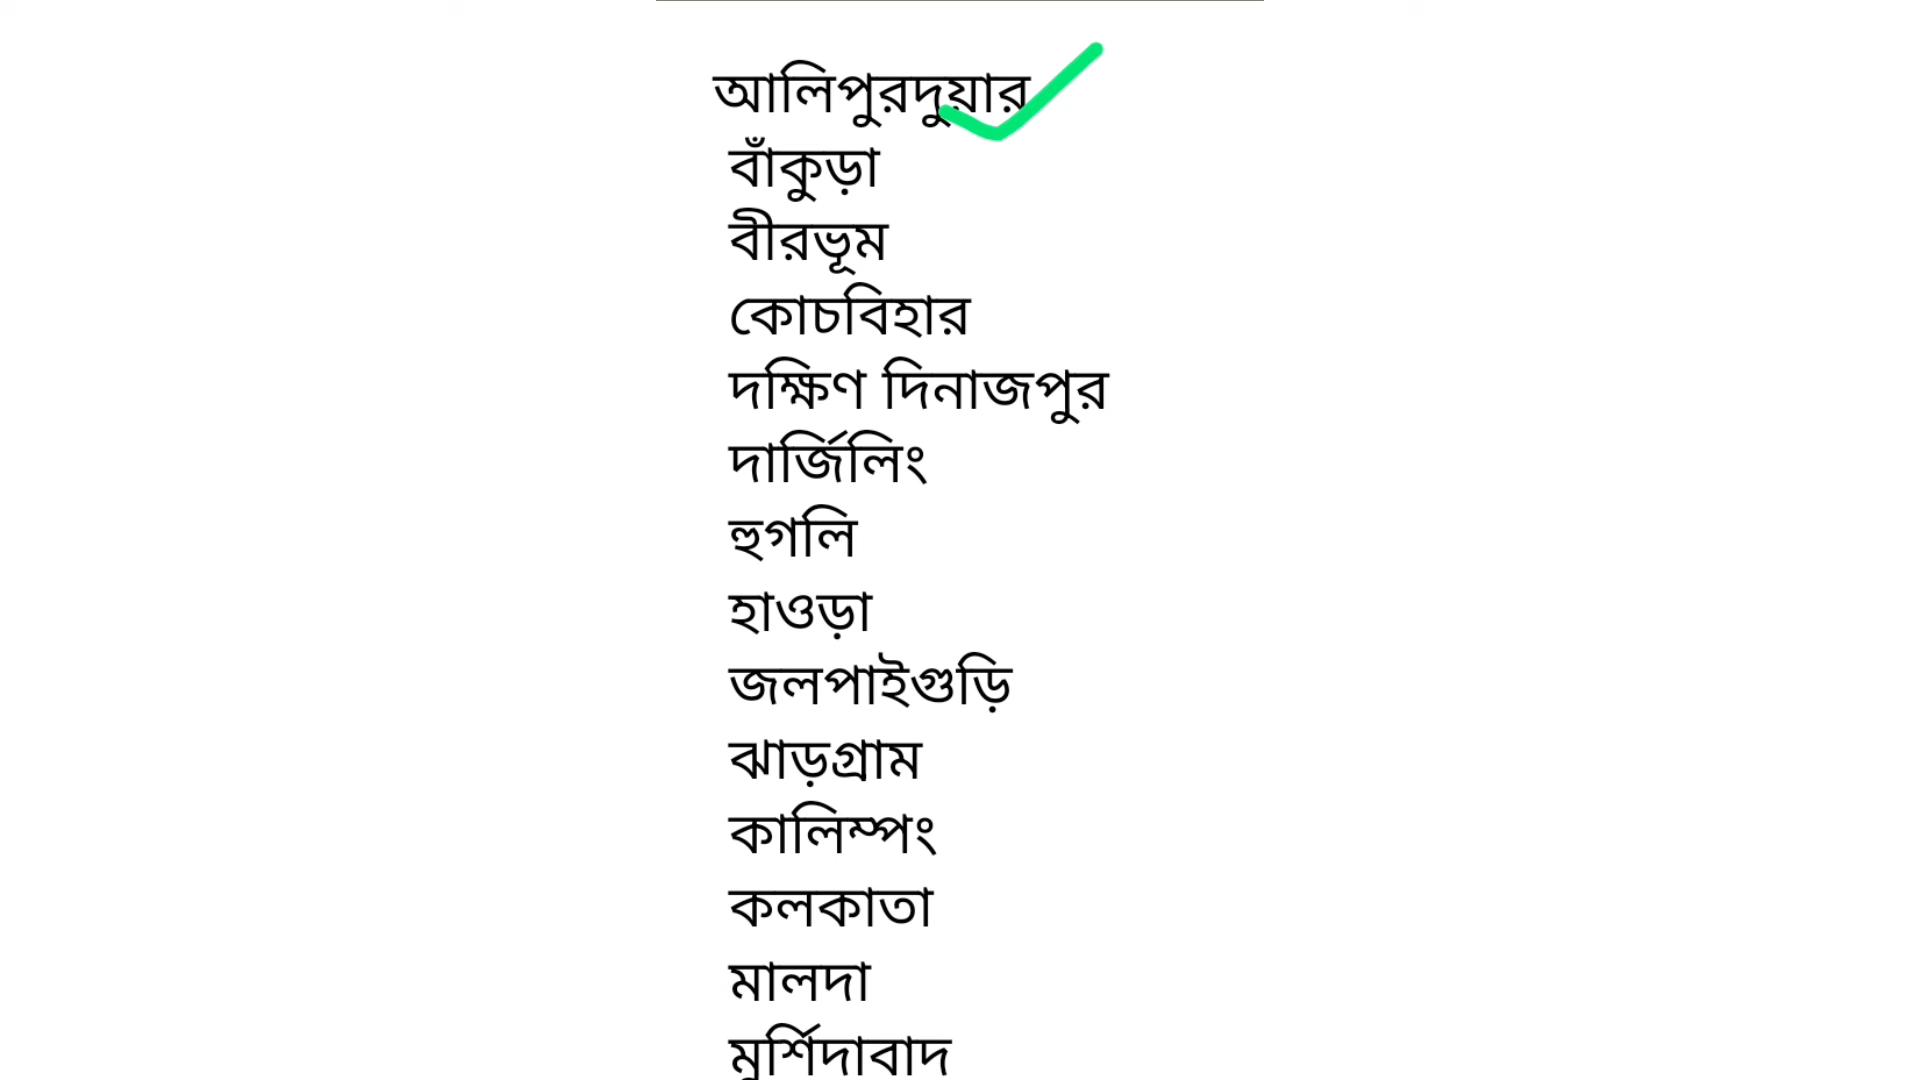 আলিপুরদুয়ার
বাঁকুড়া
বীরভূম
কোচবিহার
দক্ষিণ দিনাজপুর
দার্জিলিং
হুগলি
হাওড়া
জলপাইগুড়ি
ঝাড়গ্রাম
কালিম্পং
কলকাতা
মালদা
মুর্শিদাবাদ